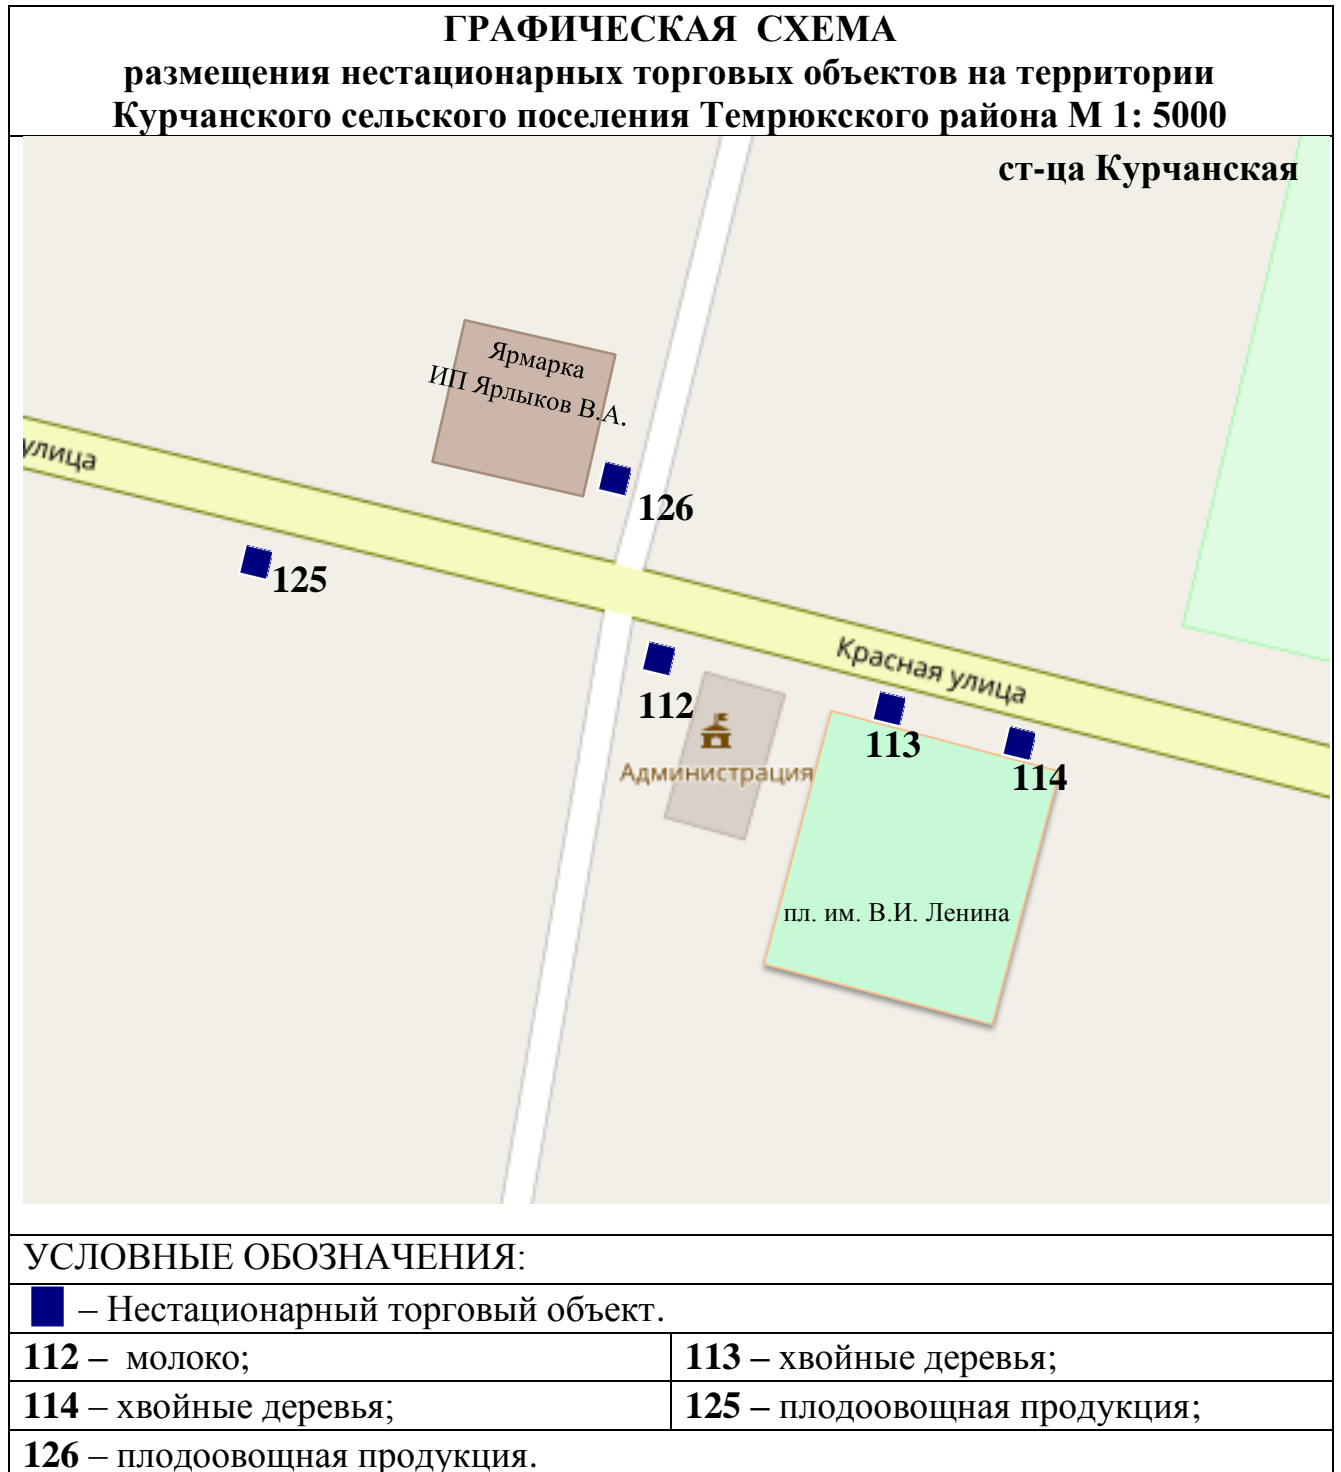 ГРАФИЧЕСКАЯ СХЕМА
размещения нестационарных торговых объектов на территории
Курчанского сельского поселения Темрюкского района М 1: 5000
ст-ца Курчанская
Ярмарка
ИП Ярлыков В.А.
улица
126
125
Красная улица
112
113
Администрация
114
пл. им. В.И. Ленина
УСЛОВНЫЕ ОБОЗНАЧЕНИЯ:
– Нестационарный торговый объект.
112 – молоко;
113 – хвойные деревья;
114 – хвойные деревья;
125 – плодоовощная продукция;
126 – плодоовощная продукция.